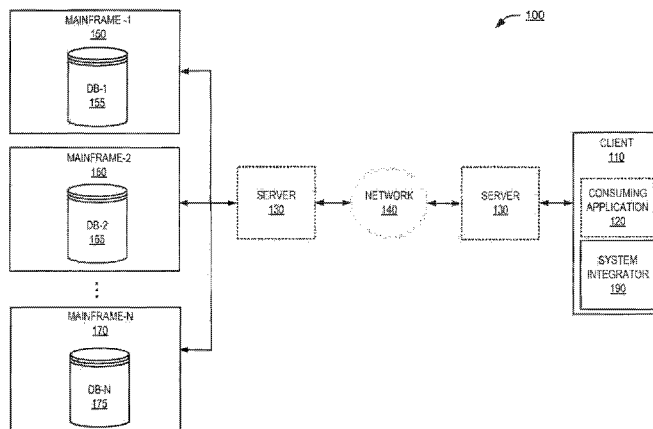 100
MAINFRAME -1
150
DB-1
155
MAINFRAME-2
160
DB-2
165
MAINFRAME-N
170
DB-N
175
SERVER
130
NETWORK
140
SERVER
130
CLIENT
110
CONSUMING
APPLICATION
120
SYSTEM
INTEGRATOR
190